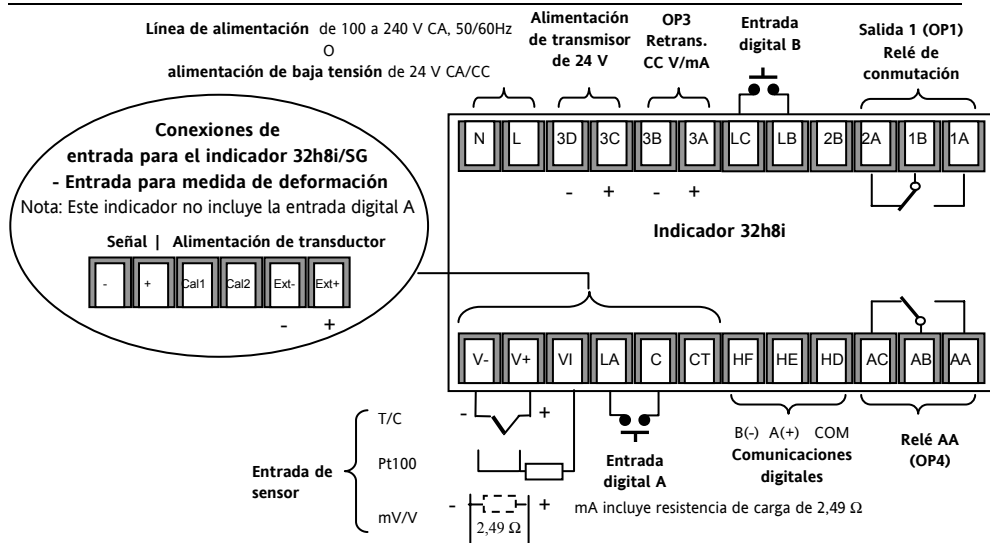 Línea de alimentación de 100 a 240 V CA, 50/60Hz
O
alimentación de baja tensión de 24 V CA/CC
Alimentación
de transmisor
de 24 V
OP3
Retrans.
CC V/mA
Entrada
digital B
Salida 1 (OP1)
Relé de
conmutación
N L 3D 3C 3B 3A LC LB 2B 2A 1B 1A
- + - +
Conexiones de
entrada para el indicador 32h8i/SG
- Entrada para medida de deformación
Nota: Este indicador no incluye la entrada digital A
Señal | Alimentación de transductor
- + Cal1 Cal2 Ext- Ext+
- +
Indicador 32h8i
V- V+ VI LA C CT HF HE HD AC AB AA
Entrada de
sensor
T/C
- +
Pt100
mV/V
- +
2,49 Ω
Entrada
digital A
B(-) A(+) COM
Comunicaciones
digitales
Relé AA
(OP4)
mA incluye resistencia de carga de 2,49 Ω